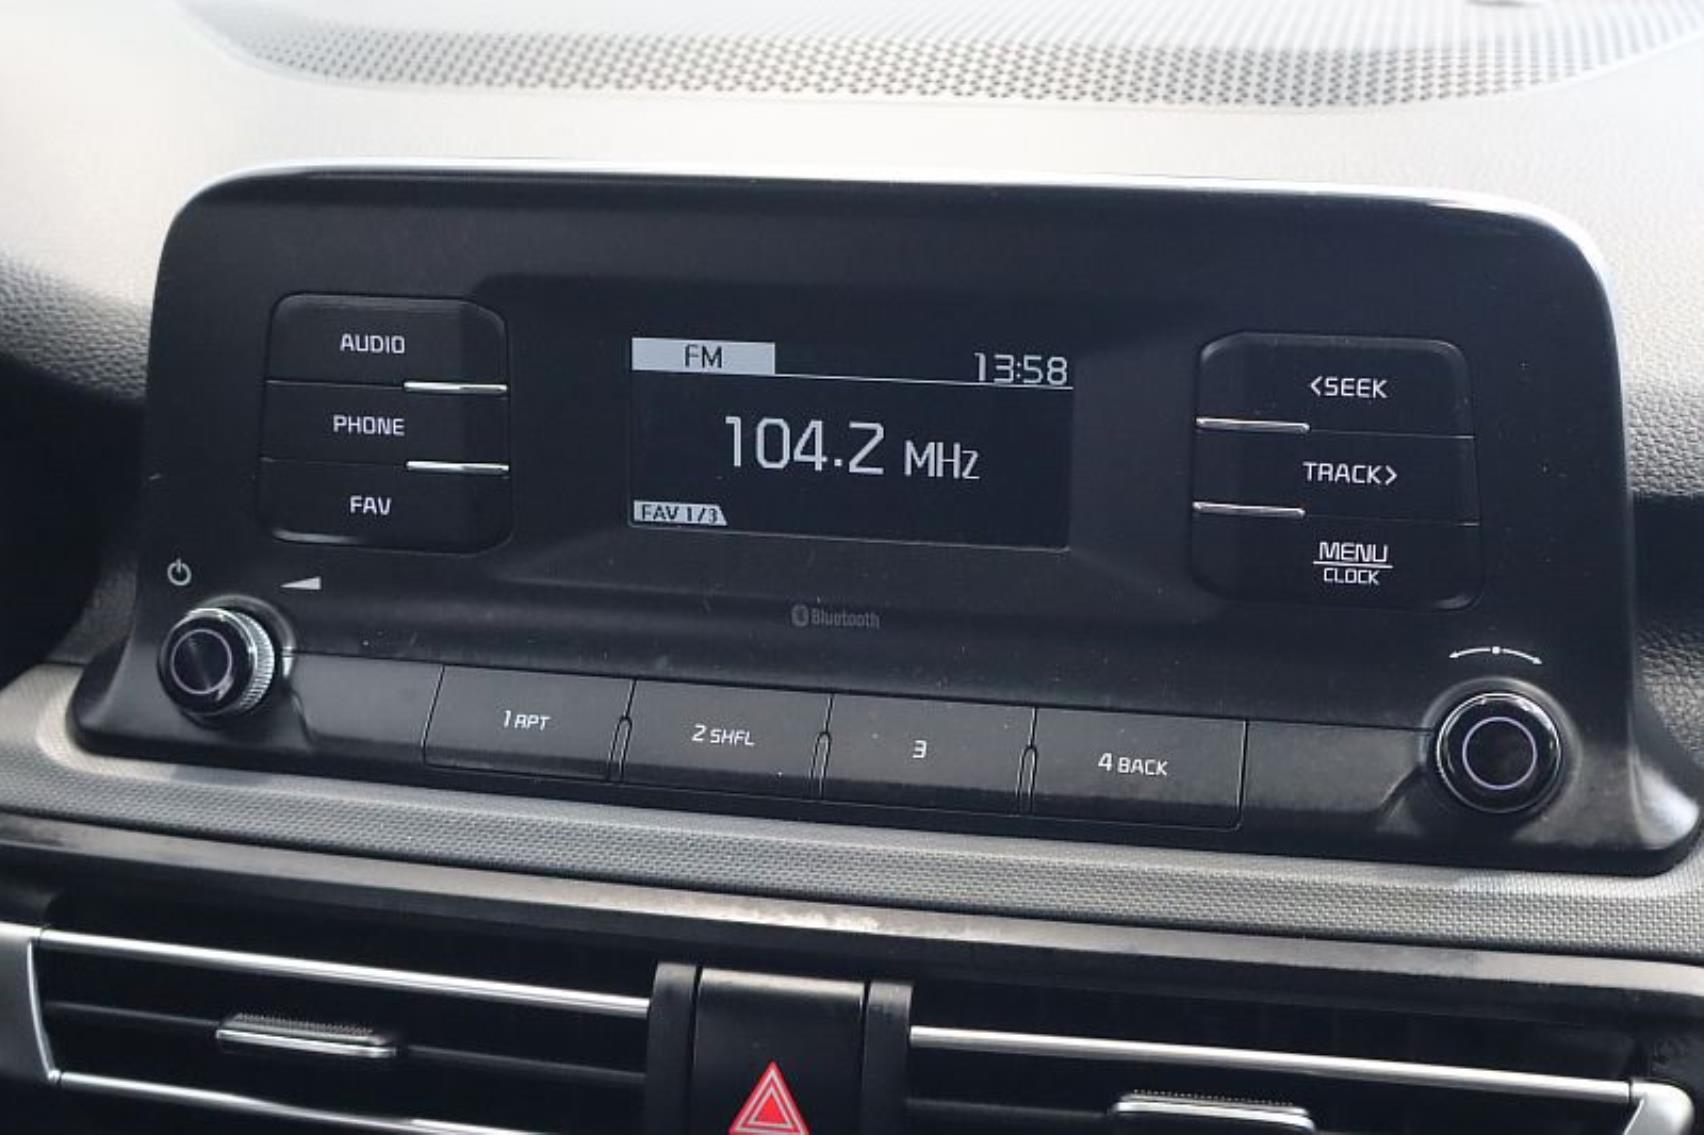 AUDIO
PHONE
FAV
FM 13:58
104.2 MHz
FAV 1/3
<SEEK
TRACK>
MENU
CLOCK
Bluetooth
1 RPT
2 SHFL
3
4 BACK